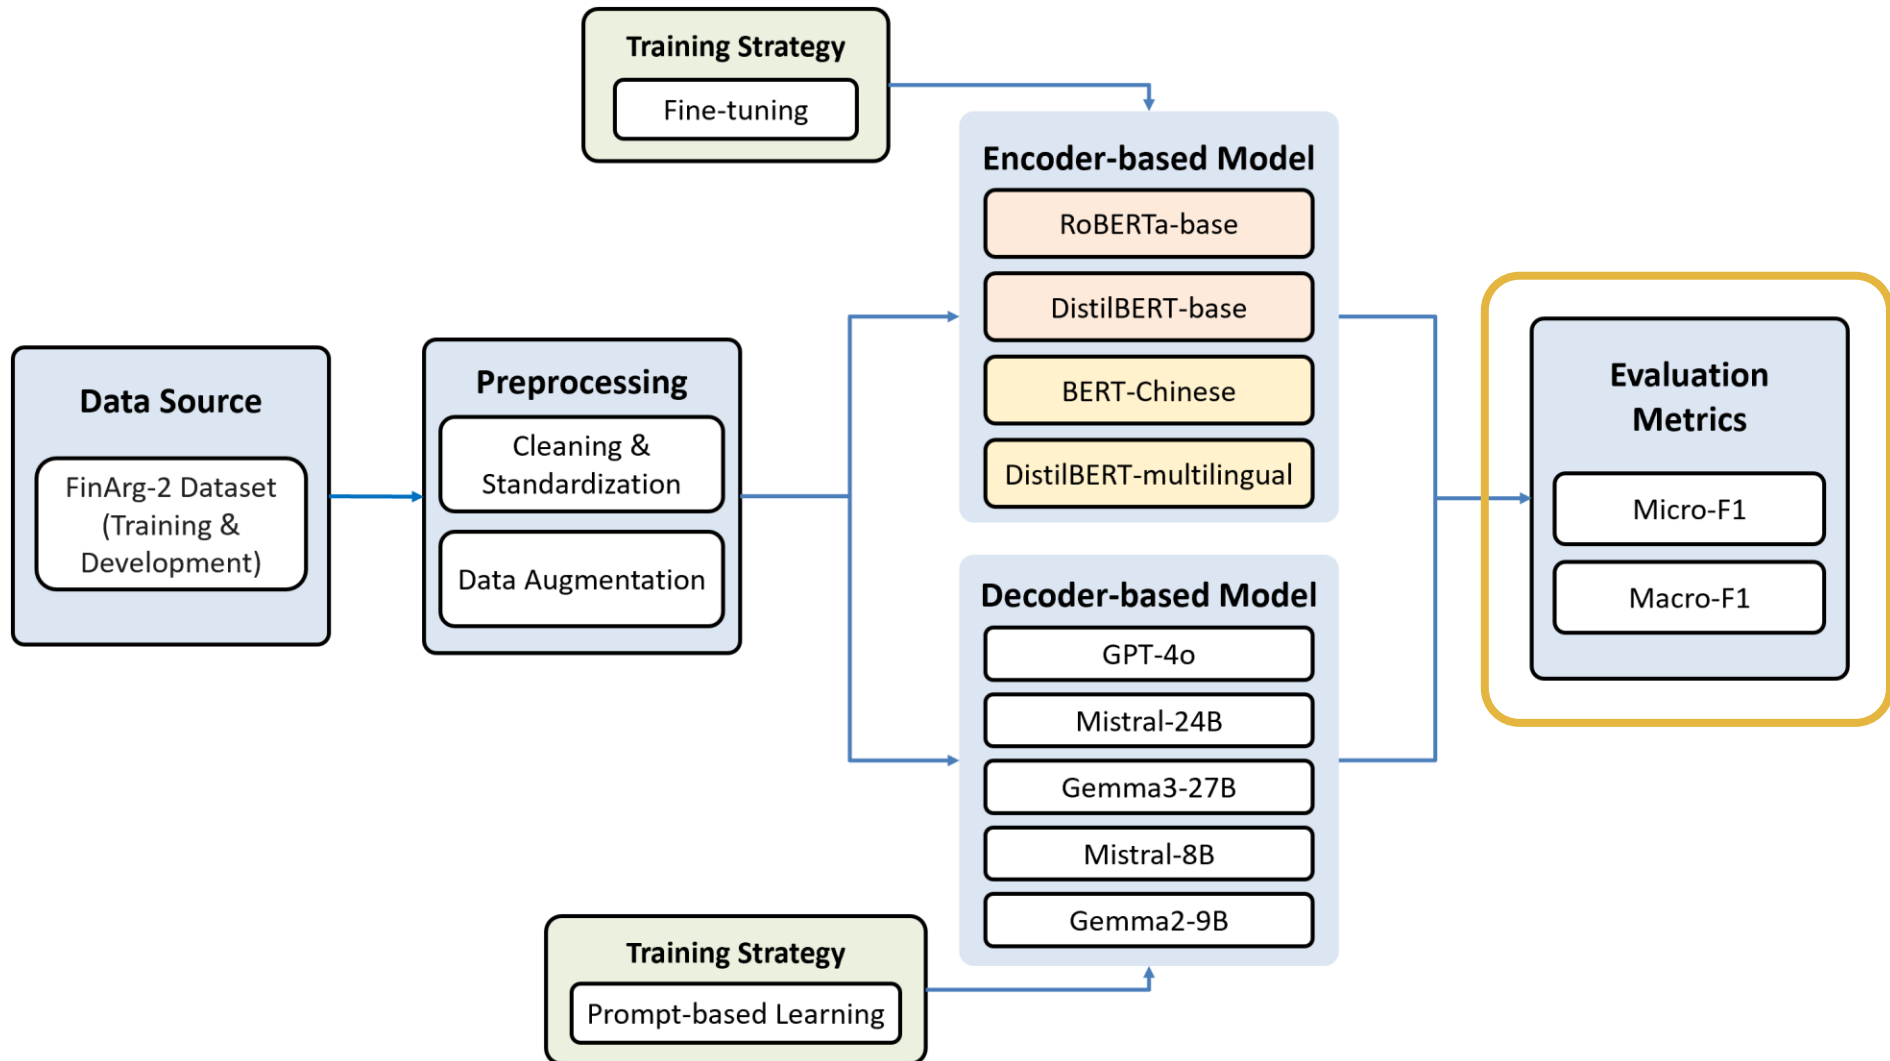 Training Strategy
Fine-tuning
Data Source
FinArg-2 Dataset
(Training &
Development)
Preprocessing
Cleaning &
Standardization
Data Augmentation
Encoder-based Model
RoBERTa-base
DistilBERT-base
BERT-Chinese
DistilBERT-multilingual
Decoder-based Model
GPT-4o
Mistral-24B
Gemma3-27B
Mistral-8B
Gemma2-9B
Training Strategy
Prompt-based Learning
Evaluation
Metrics
Micro-F1
Macro-F1